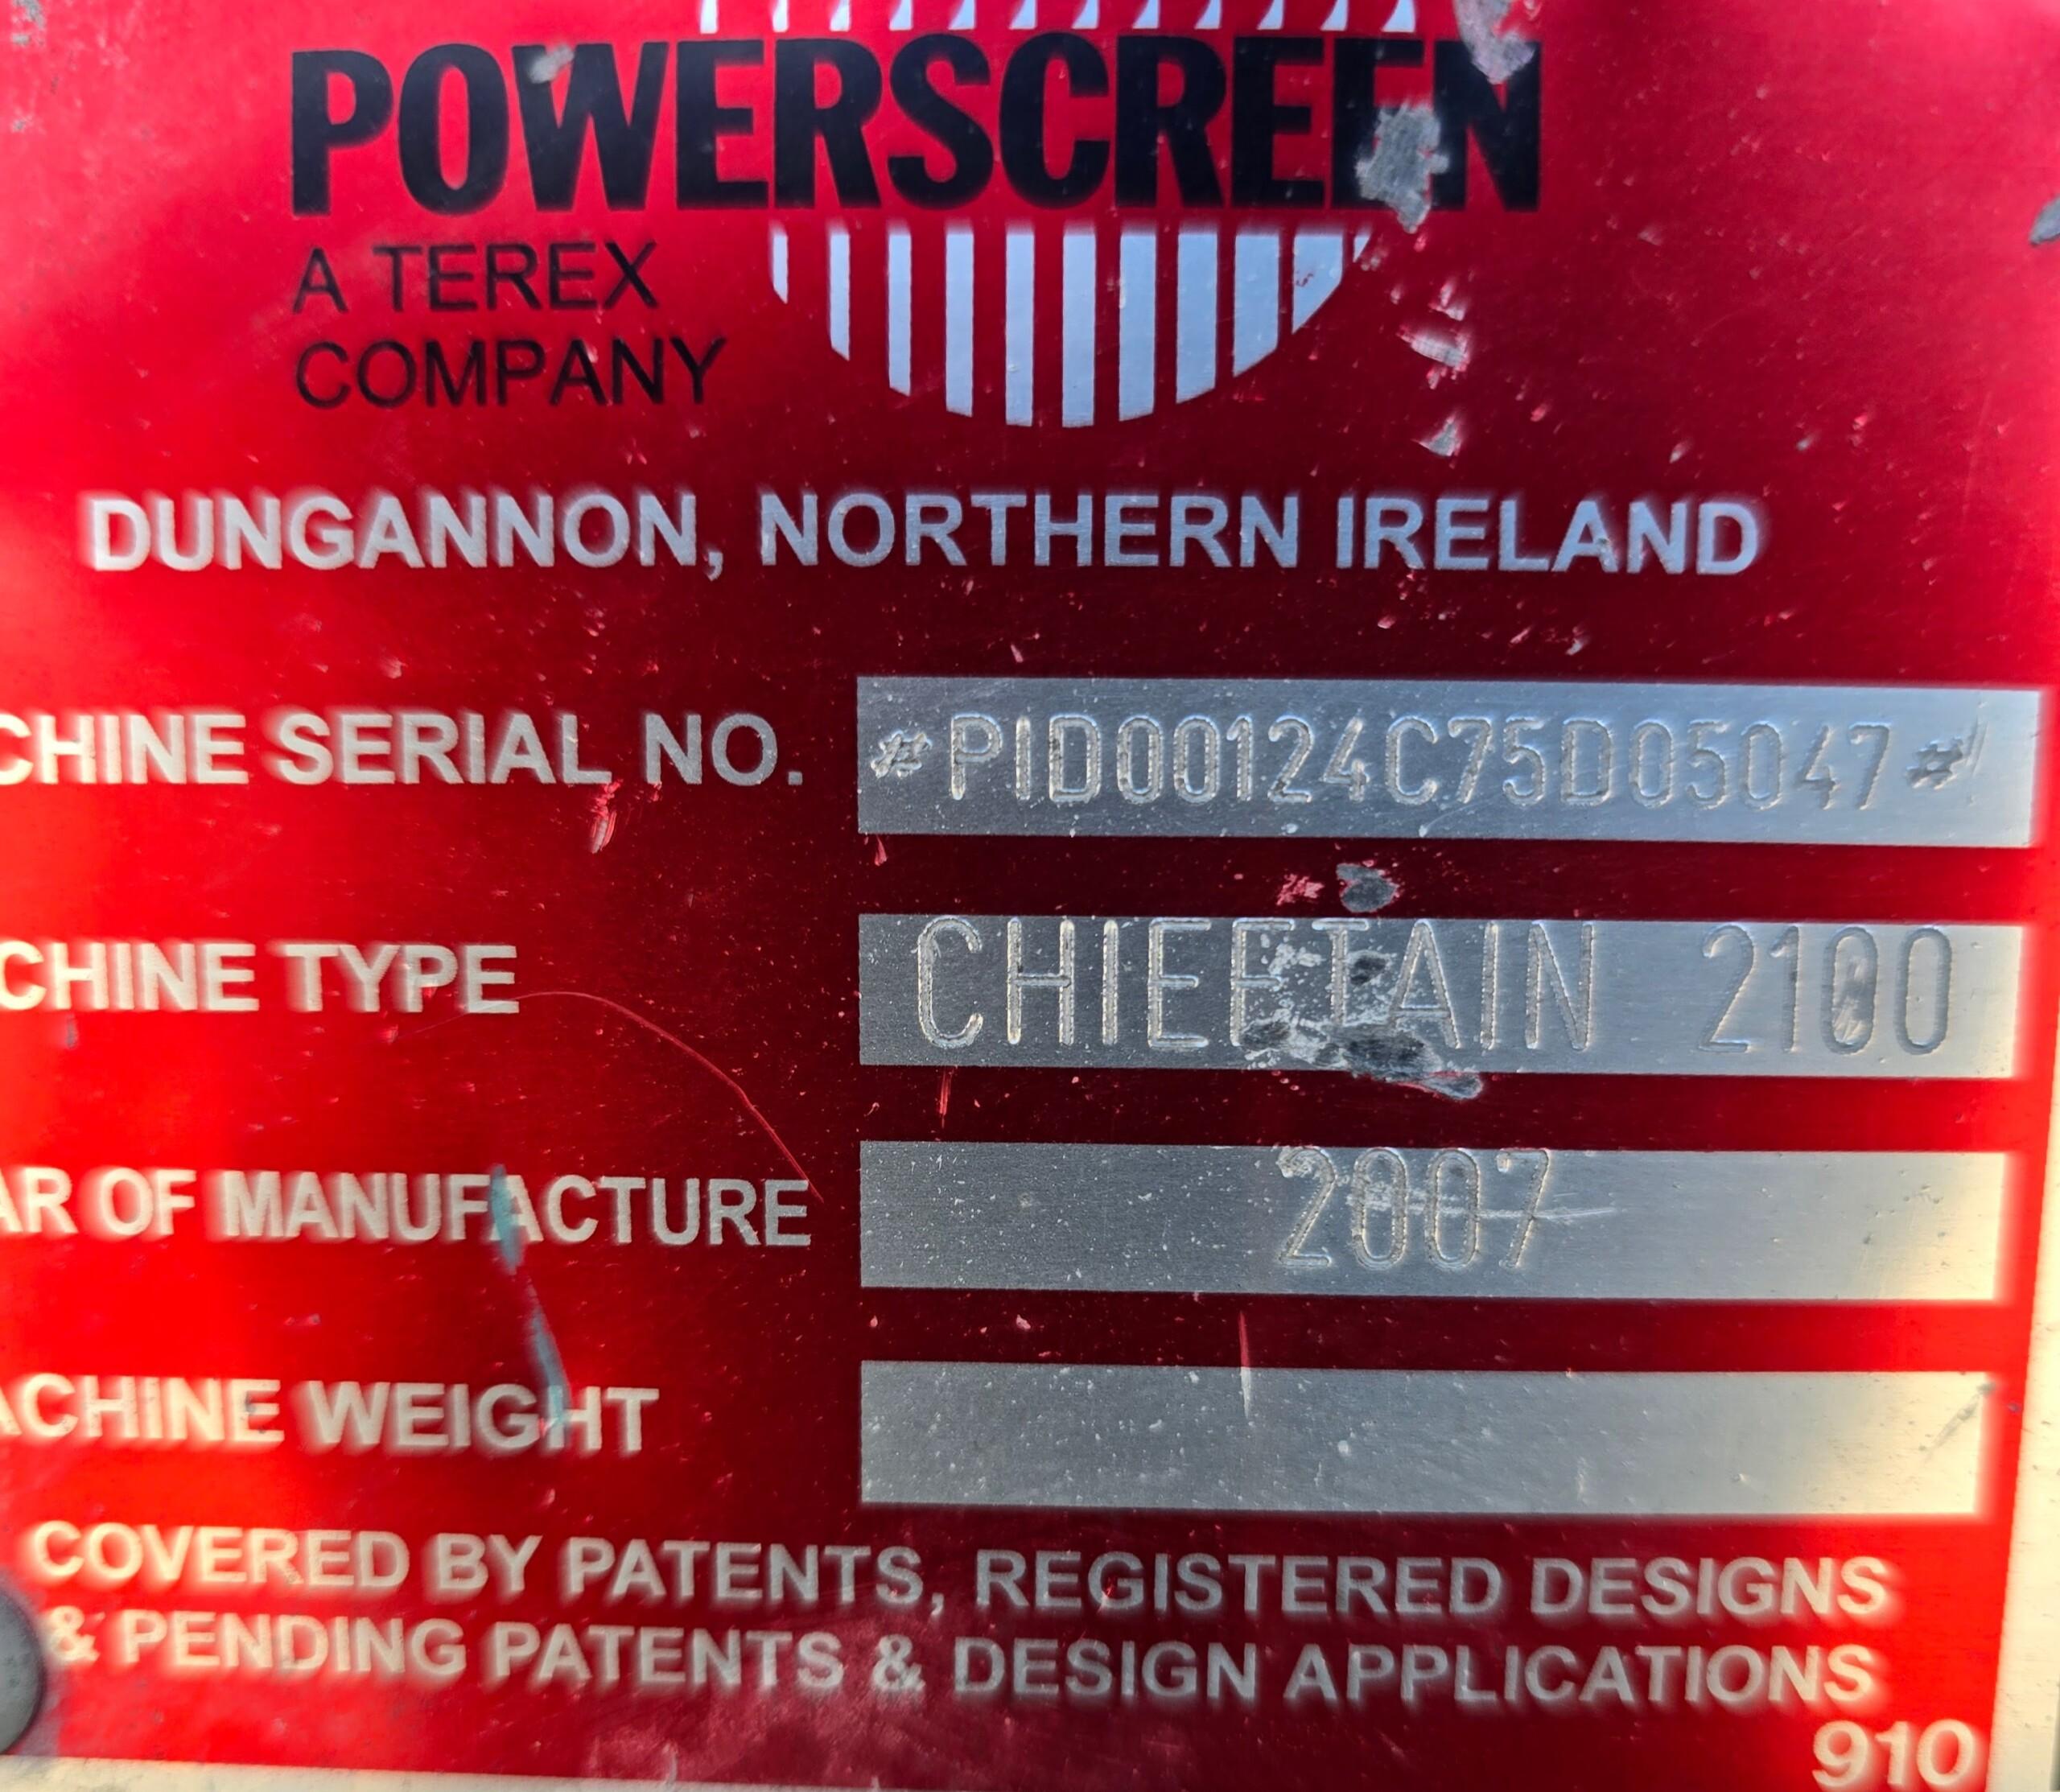 POWERSCREEN
A TEREX
COMPANY
DUNGANNON, NORTHERN IRELAND
CHINE SERIAL NO. *PID00124C75D05047*
CHINE TYPE CHIEFTAIN 2100
AR OF MANUFACTURE 2007
ACHINE WEIGHT
COVERED BY PATENTS, REGISTERED DESIGNS
& PENDING PATENTS & DESIGN APPLICATIONS
910